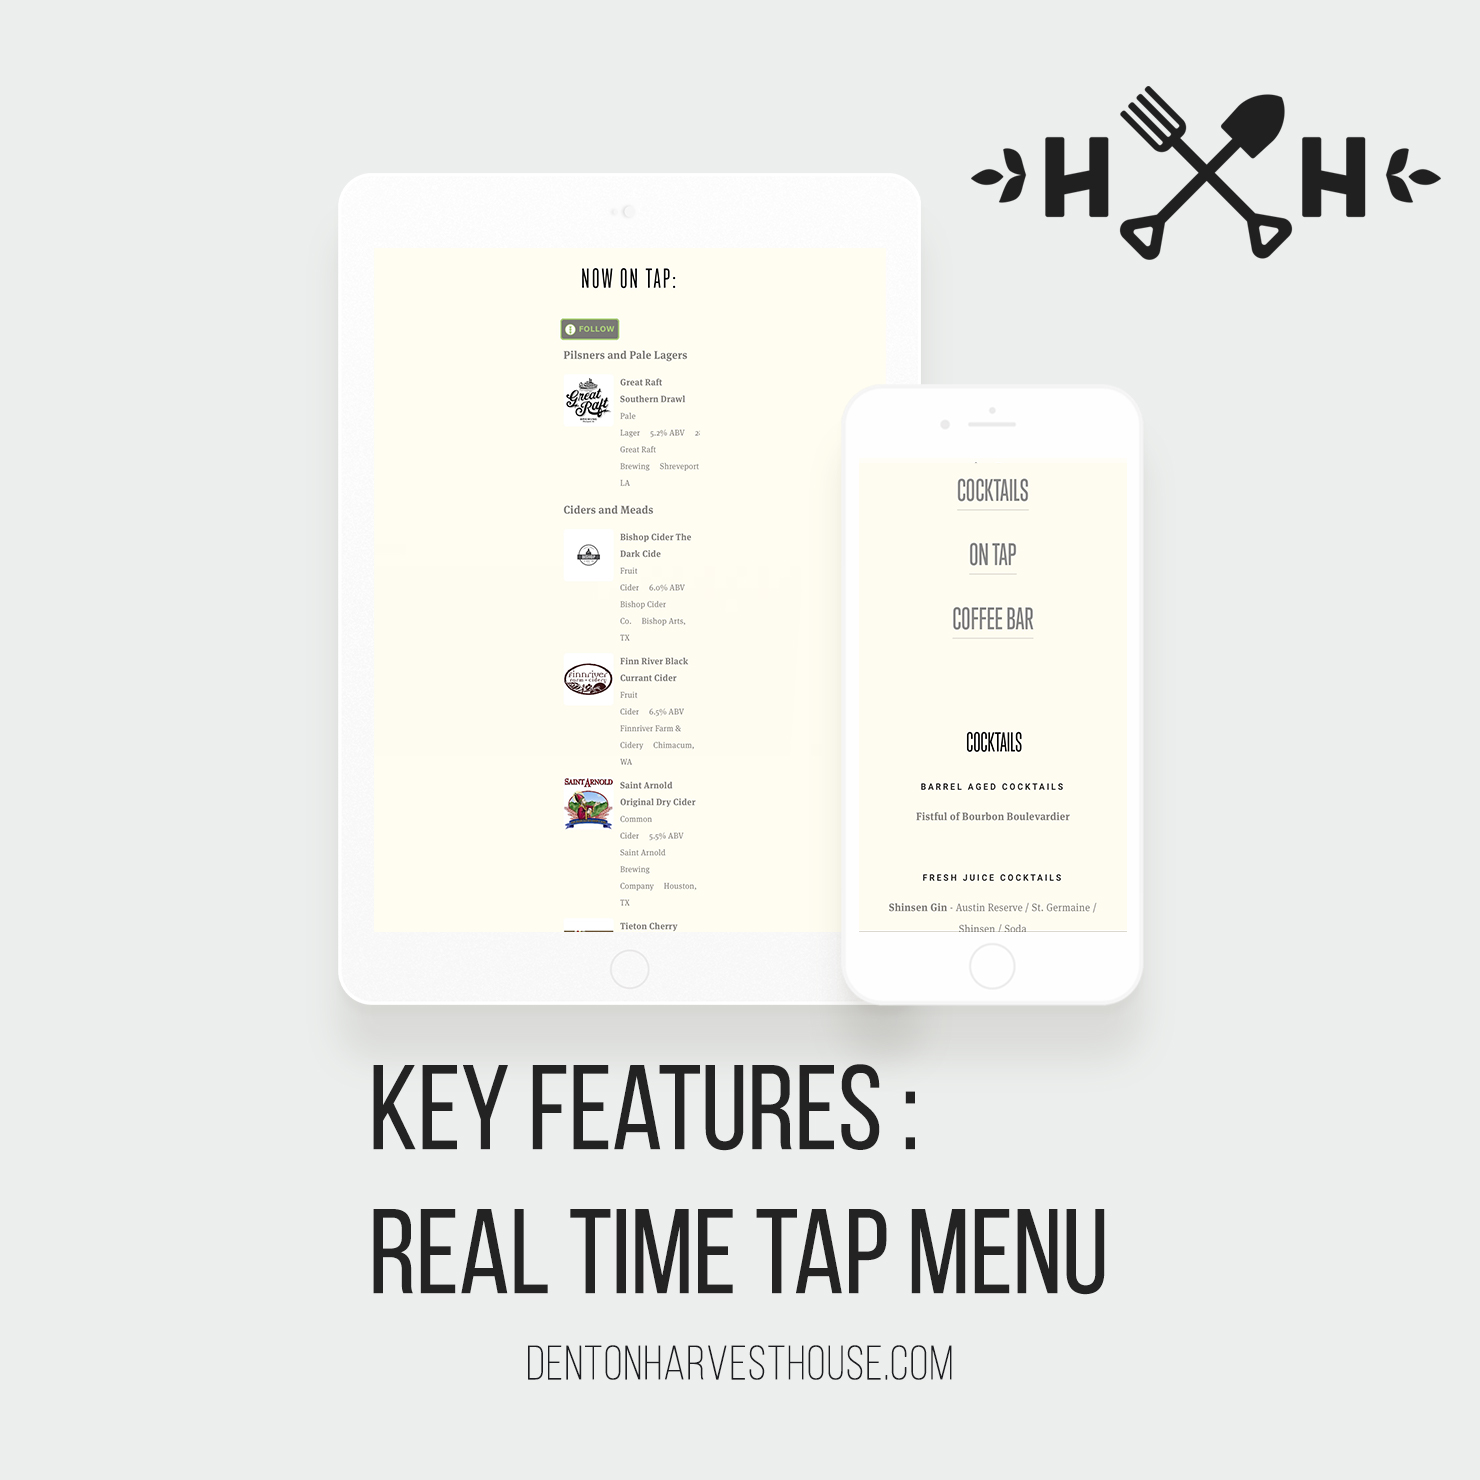 H H
NOW ON TAP:
FOLLOW
Pilsners and Pale Lagers
Great Raft
Great Raft
Southern Drawl
Pale
Lager 5.2% ABV
Great Raft
Brewing Shreveport
LA
Ciders and Meads
Bishop Cider The
Dark Cide
Fruit
Cider 6.0% ABV
Bishop Cider
Co. Bishop Arts,
TX
finnriver
Finn River Black
Currant Cider
Fruit
Cider 6.5% ABV
Finnriver Farm &
Cidery Chimacum,
WA
SAINT ARNOLD
Saint Arnold
Original Dry Cider
Common
Cider 5.5% ABV
Saint Arnold
Brewing
Company Houston,
TX
Tieton Cherry
COCKTAILS
ON TAP
COFFEE BAR
COCKTAILS
BARREL AGED COCKTAILS
Fistful of Bourbon Boulevardier
FRESH JUICE COCKTAILS
Shinsen Gin - Austin Reserve / St. Germaine /
Shinsen / Soda
KEY FEATURES :
REAL TIME TAP MENU
DENTONHARVESTHOUSE.COM